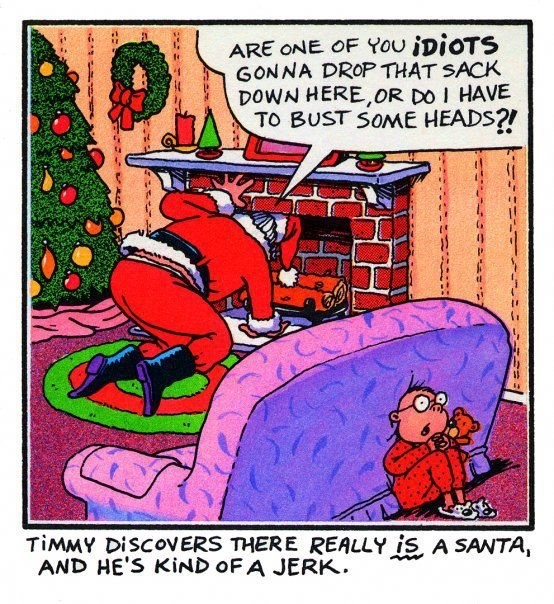 ARE ONE OF YOU IDIOTS
GONNA DROP THAT SACK
DOWN HERE, OR DO I HAVE
TO BUST SOME HEADS?!
TIMMY DISCOVERS THERE REALLY IS A SANTA,
AND HE'S KIND OF A JERK.